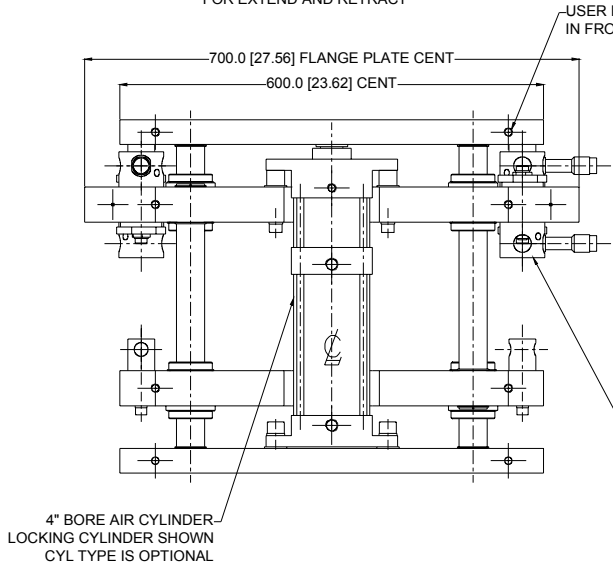 FOR EXTEND AND RETRACT
USER
IN FRO
700.0 [27.56] FLANGE PLATE CENT
600.0 [23.62] CENT
4" BORE AIR CYLINDER
LOCKING CYLINDER SHOWN
CYL TYPE IS OPTIONAL